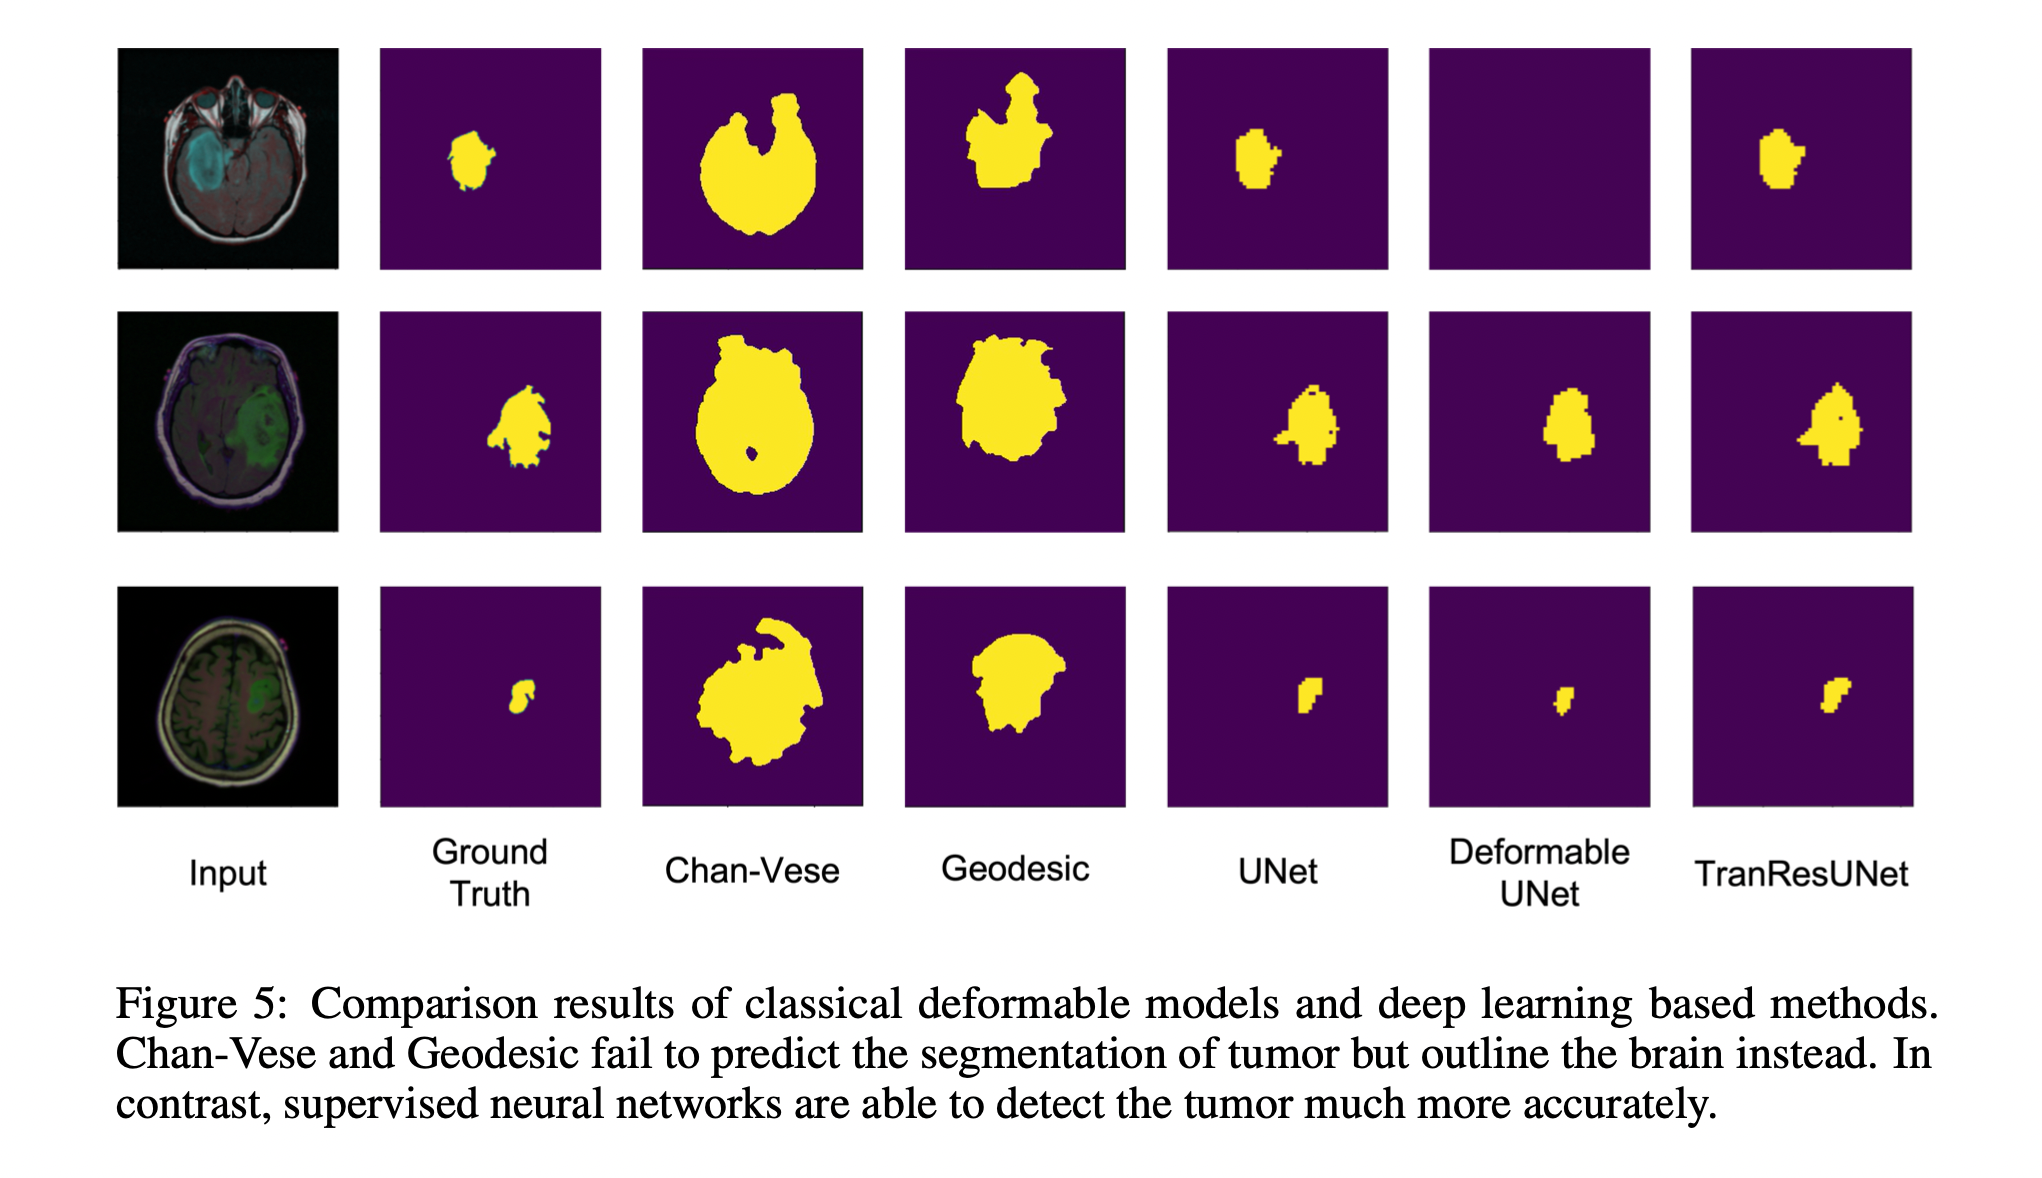 Input
Ground
Truth
Chan-Vese
Geodesic
UNet
Deformable
UNet
TranResUNet
Figure 5: Comparison results of classical deformable models and deep learning based methods.
Chan-Vese and Geodesic fail to predict the segmentation of tumor but outline the brain instead. In
contrast, supervised neural networks are able to detect the tumor much more accurately.